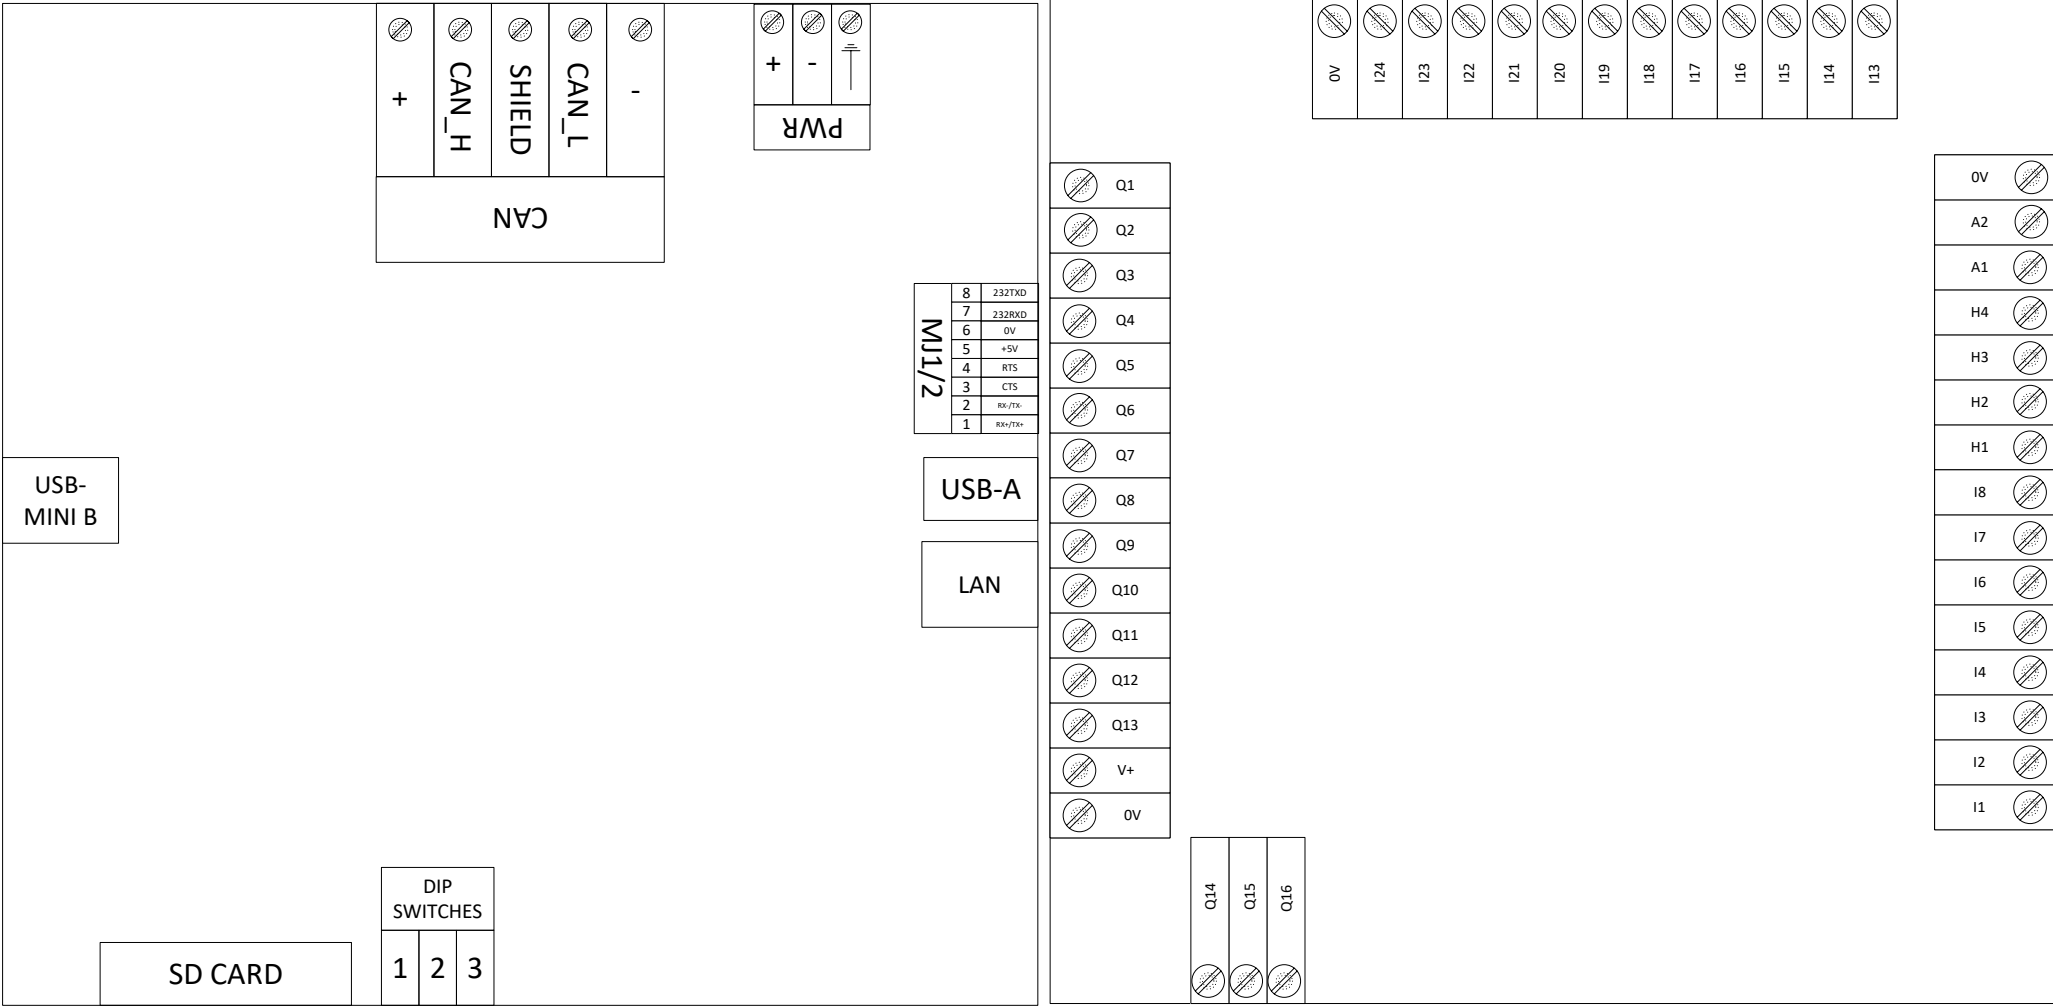 +
CAN_H
SHIELD
CAN_L
-
CAN
+
-
PWR
8 232TXD
7 232RXD
6 0V
5 +5V
4 RTS
3 CTS
2 RX-/TX-
1 RX+/TX+
MJ1/2
USB-
MINI B
USB-A
LAN
DIP
SWITCHES
1 2 3
SD CARD
0V
I24
I23
I22
I21
I20
I19
I18
I17
I16
I15
I14
I13
Q1
Q2
Q3
Q4
Q5
Q6
Q7
Q8
Q9
Q10
Q11
Q12
Q13
V+
0V
Q14
Q15
Q16
0V
A2
A1
H4
H3
H2
H1
I8
I7
I6
I5
I4
I3
I2
I1